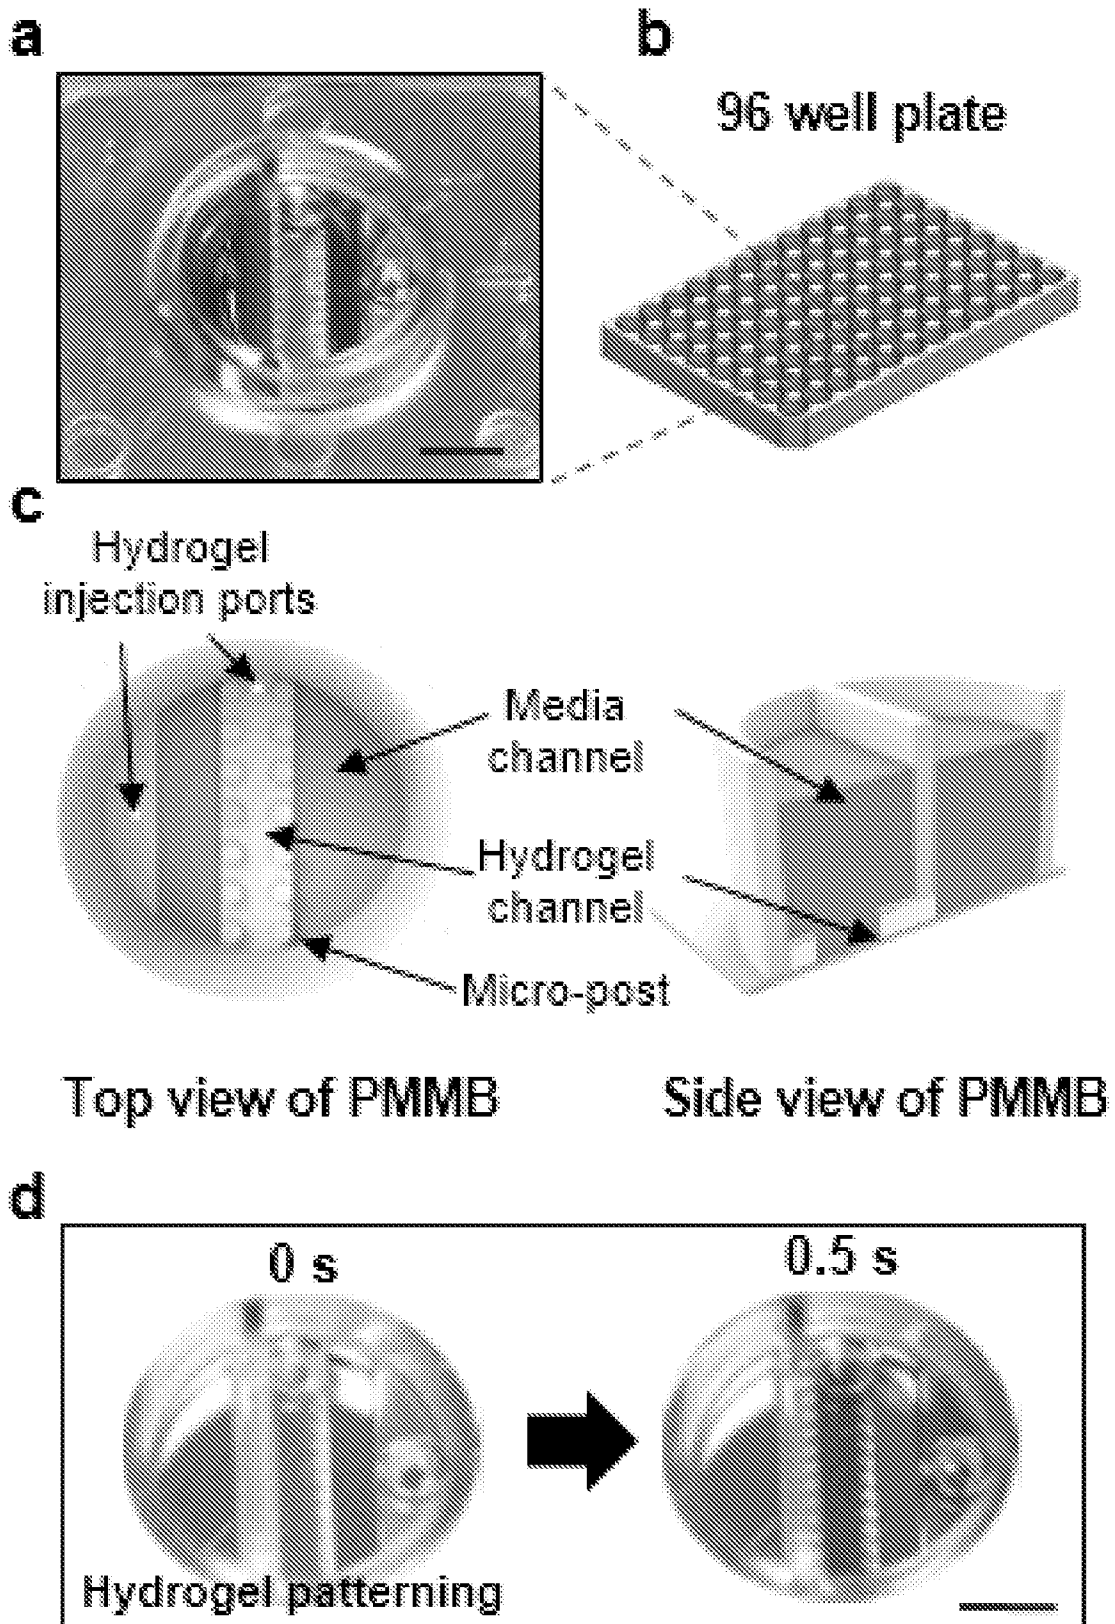 a
b
96 well plate
c
Hydrogel
injection ports
Media
channel
Hydrogel
channel
Micro-post
Top view of PMMB
Side view of PMMB
d
0 s
0.5 s
Hydrogel patterning